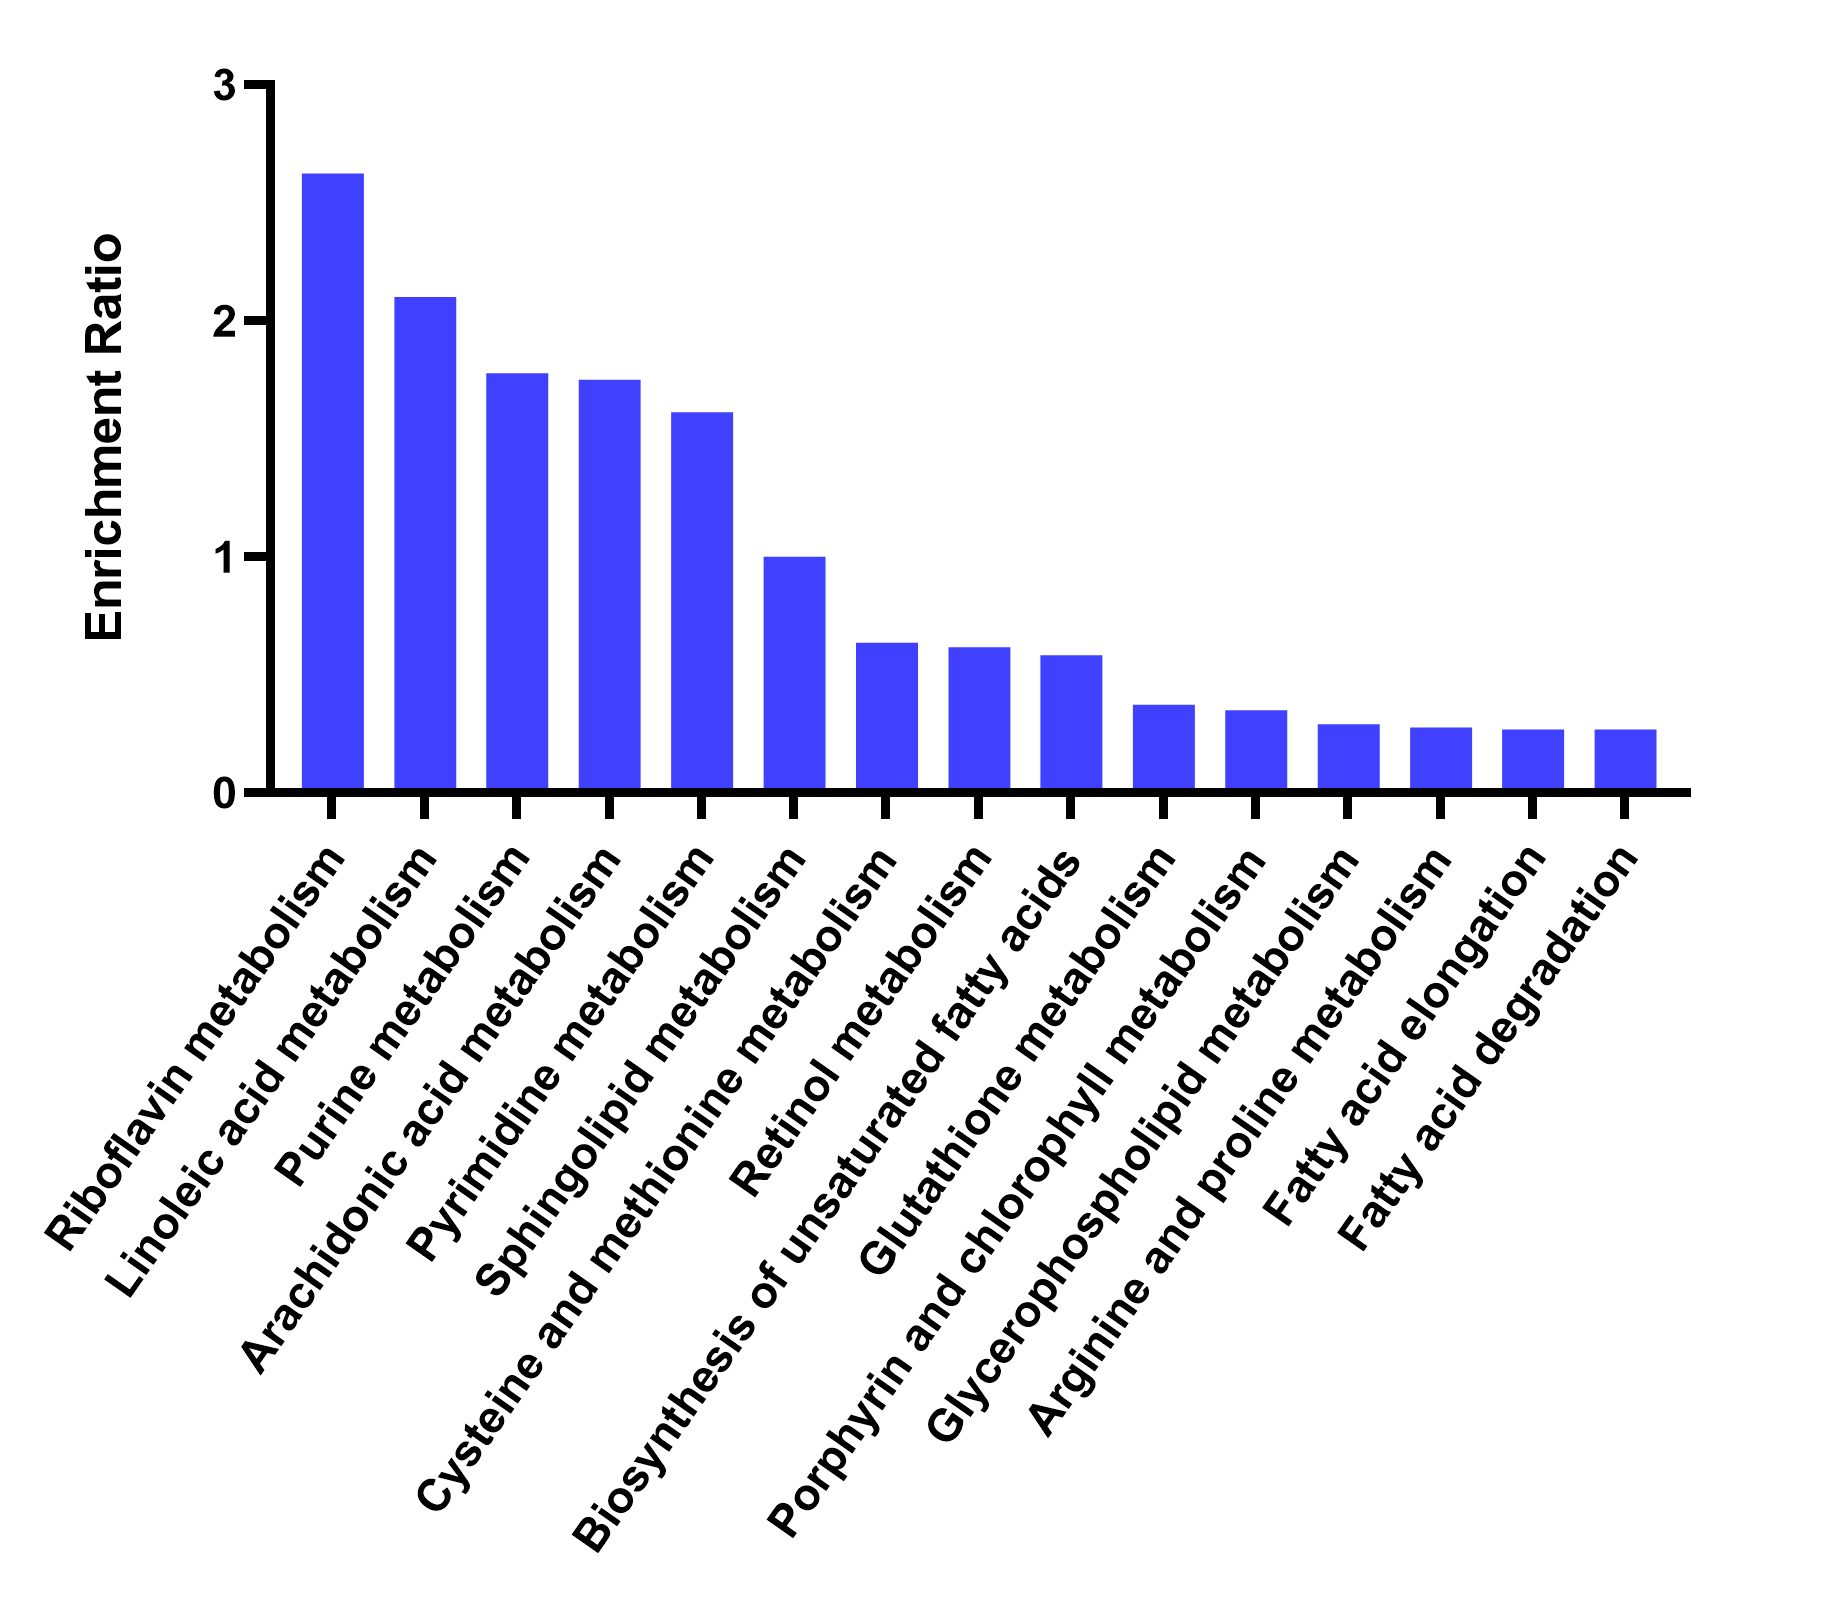 Enrichment Ratio
3
2
1
0
Riboflavin metabolism
Linoleic acid metabolism
Purine metabolism
Arachidonic acid metabolism
Pyrimidine metabolism
Sphingolipid metabolism
Cysteine and methionine metabolism
Retinol metabolism
Biosynthesis of unsaturated fatty acids
Glutathione metabolism
Porphyrin and chlorophyll metabolism
Glycerophospholipid metabolism
Arginine and proline metabolism
Fatty acid elongation
Fatty acid degradation